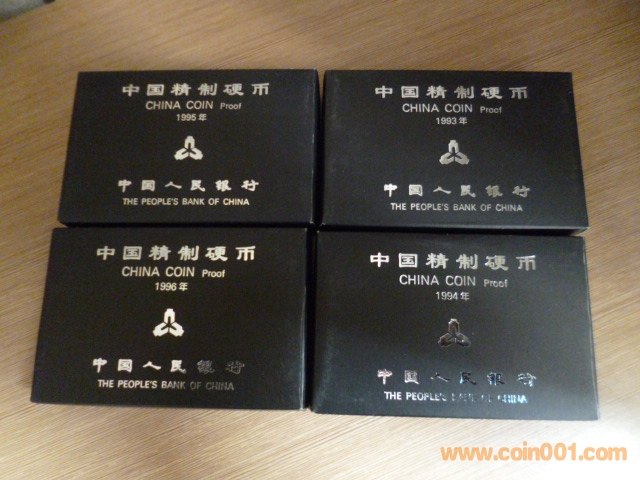 中国精制硬币
CHINA COIN Proof
1995年
中国人民银行
THE PEOPLE'S BANK OF CHINA
中国精制硬币
CHINA COIN Proof
1993年
中国人民银行
THE PEOPLE'S BANK OF CHINA
中国精制硬币
CHINA COIN Proof
1996年
中国人民银行
THE PEOPLE'S BANK OF CHINA
中国精制硬币
CHINA COIN Proof
1994年
中国人民银行
THE PEOPLE'S BANK OF CHINA
www.coin001.com